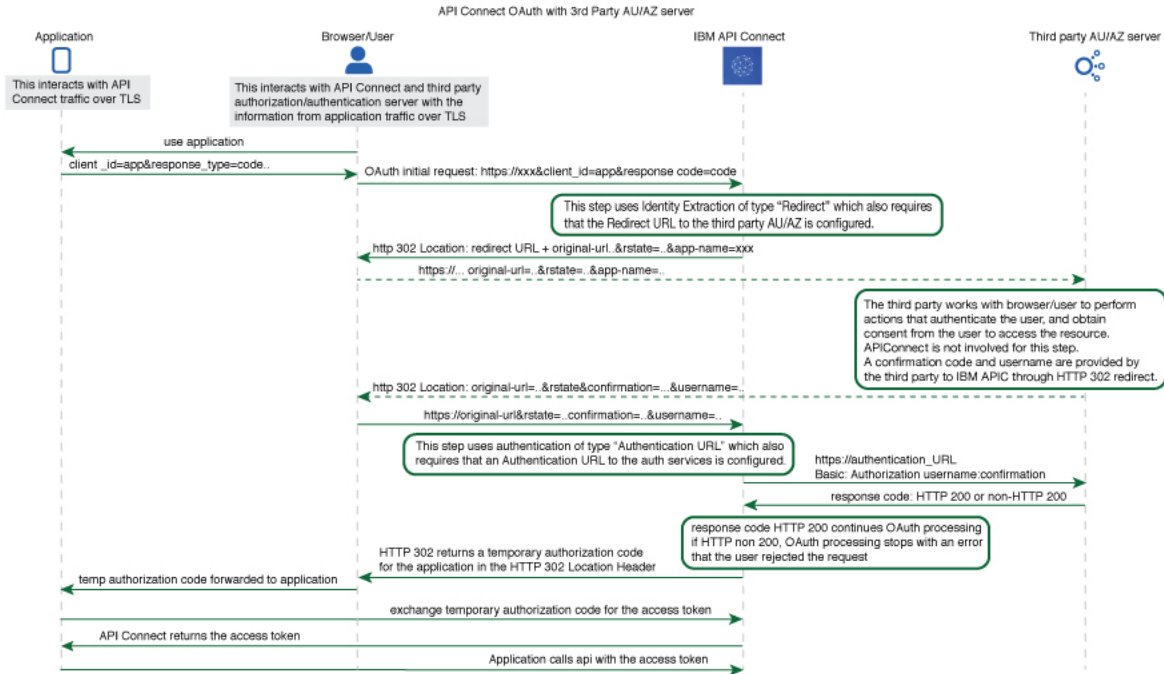 API Connect OAuth with 3rd Party AU/AZ server
Application
Browser/User
IBM API Connect
Third party AU/AZ server
This interacts with API
Connect traffic over TLS
This interacts with API Connect and third party
authorization/authentication server with the
information from application traffic over TLS
use application
client _id=app&response_type=code..
OAuth initial request: https://xxx&client_id=app&response code=code
This step uses Identity Extraction of type “Redirect” which also requires
that the Redirect URL to the third party AU/AZ is configured.
http 302 Location: redirect URL + original-url..&rstate=..&app-name=xxx
https://... original-url=..&rstate=..&app-name=..
The third party works with browser/user to perform
actions that authenticate the user, and obtain
consent from the user to access the resource.
APIConnect is not involved for this step.
A confirmation code and username are provided by
the third party to IBM APIC through HTTP 302 redirect.
http 302 Location: original-url=..&rstate&confirmation=...&username=..
https://original-url&rstate=..confirmation=..&username=..
This step uses authentication of type “Authentication URL” which also
requires that an Authentication URL to the auth services is configured.
https://authentication_URL
Basic: Authorization username:confirmation
response code: HTTP 200 or non-HTTP 200
response code HTTP 200 continues OAuth processing
if HTTP non 200, OAuth processing stops with an error
that the user rejected the request
HTTP 302 returns a temporary authorization code
for the application in the HTTP 302 Location Header
temp authorization code forwarded to application
exchange temporary authorization code for the access token
API Connect returns the access token
Application calls api with the access token